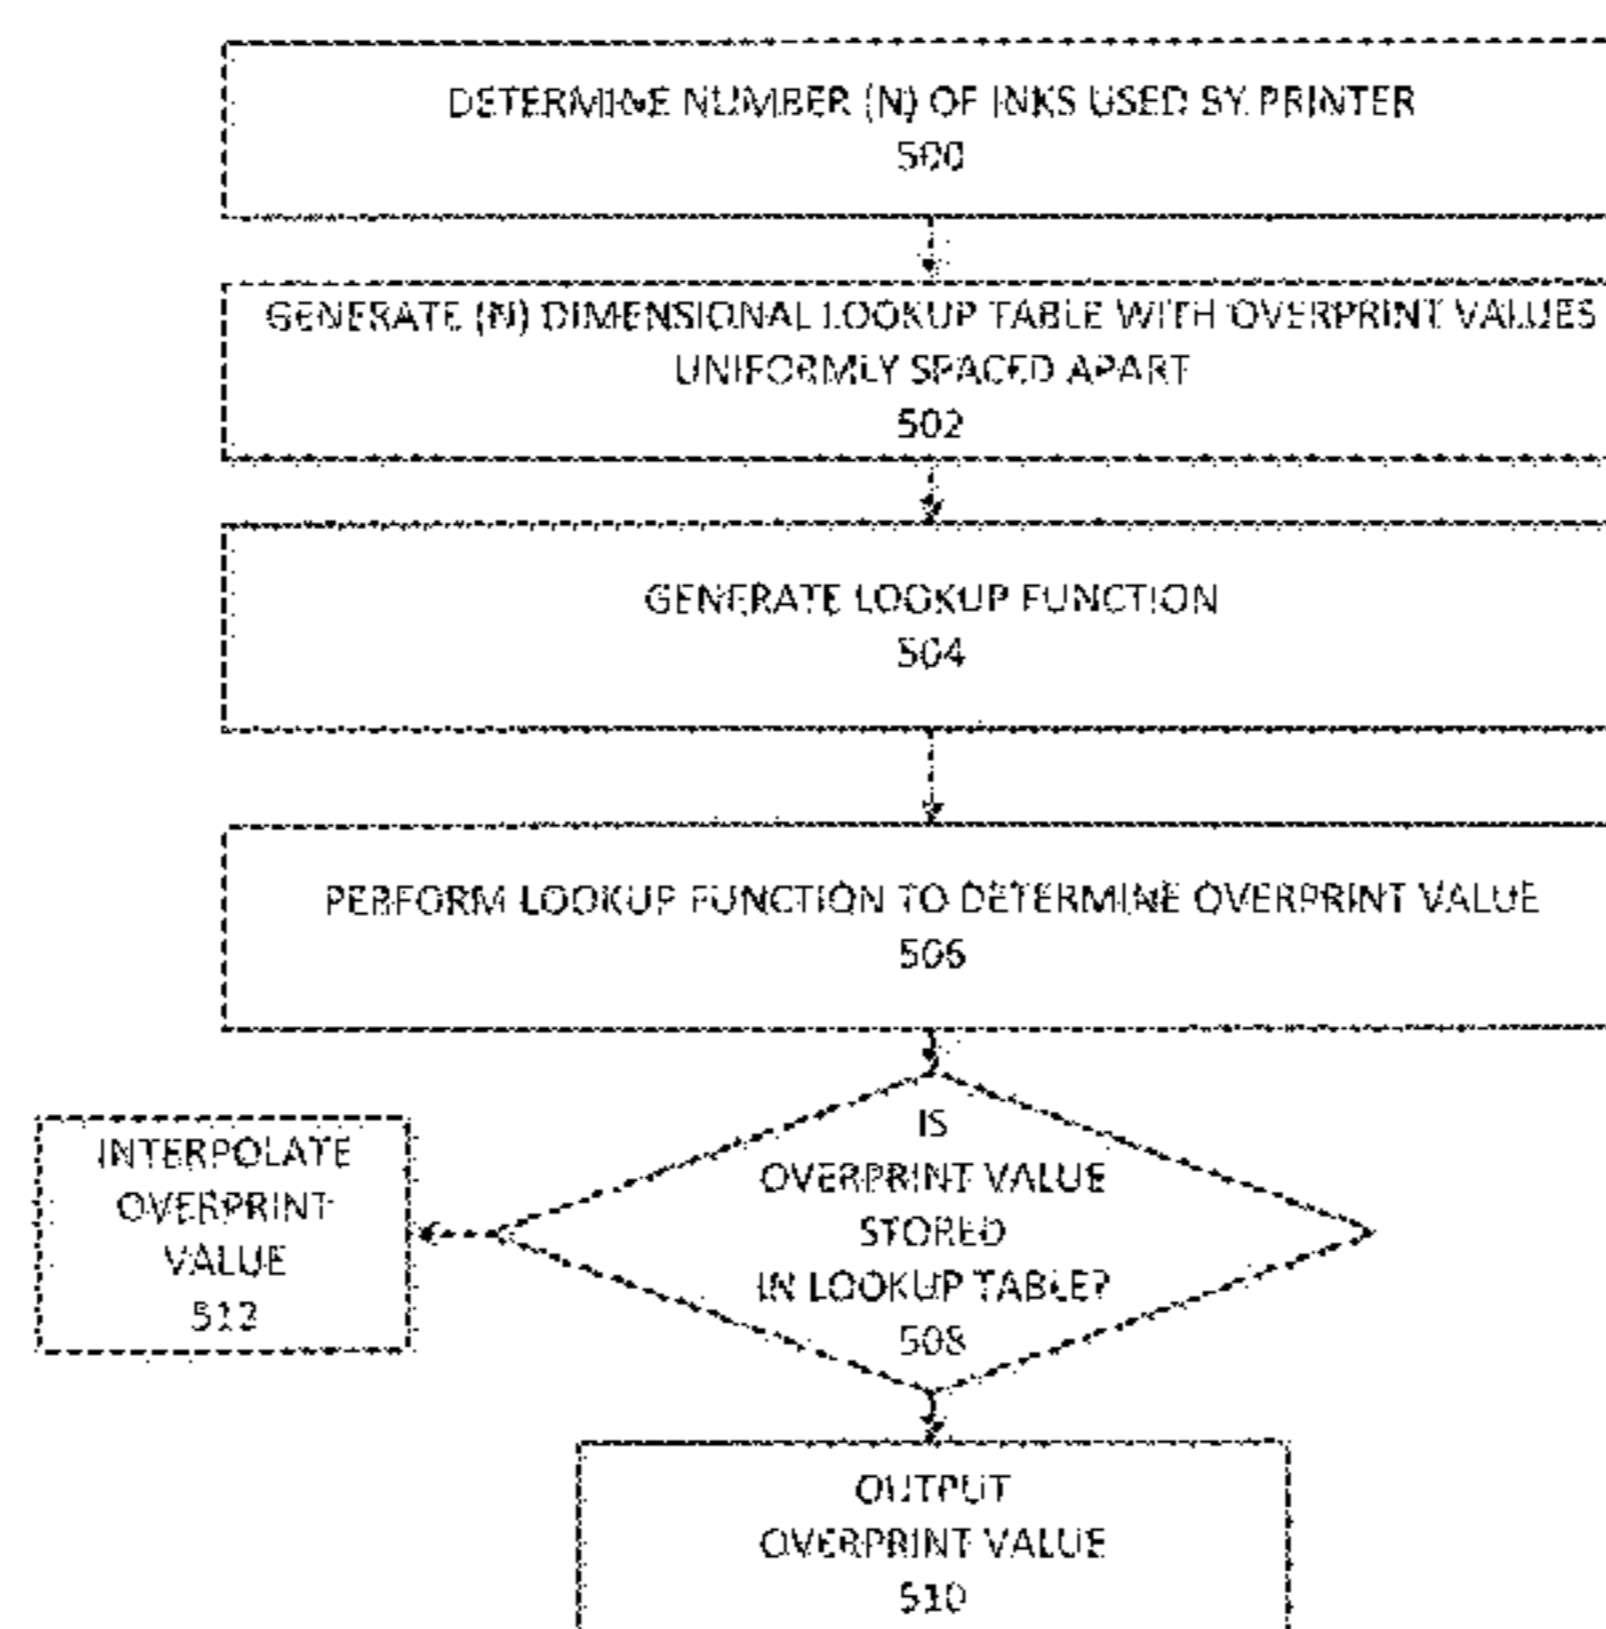 DETERMINE NUMBER (N) OF INKS USED BY PRINTER
500
GENERATE (N) DIMENSIONAL LOOKUP TABLE WITH OVERPRINT VALUES
UNIFORMLY SPACED APART
502
GENERATE LOOKUP FUNCTION
504
PERFORM LOOKUP FUNCTION TO DETERMINE OVERPRINT VALUE
506
IS
OVERPRINT VALUE
STORED
IN LOOKUP TABLE?
508
INTERPOLATE
OVERPRINT
VALUE
512
OUTPUT
OVERPRINT VALUE
510